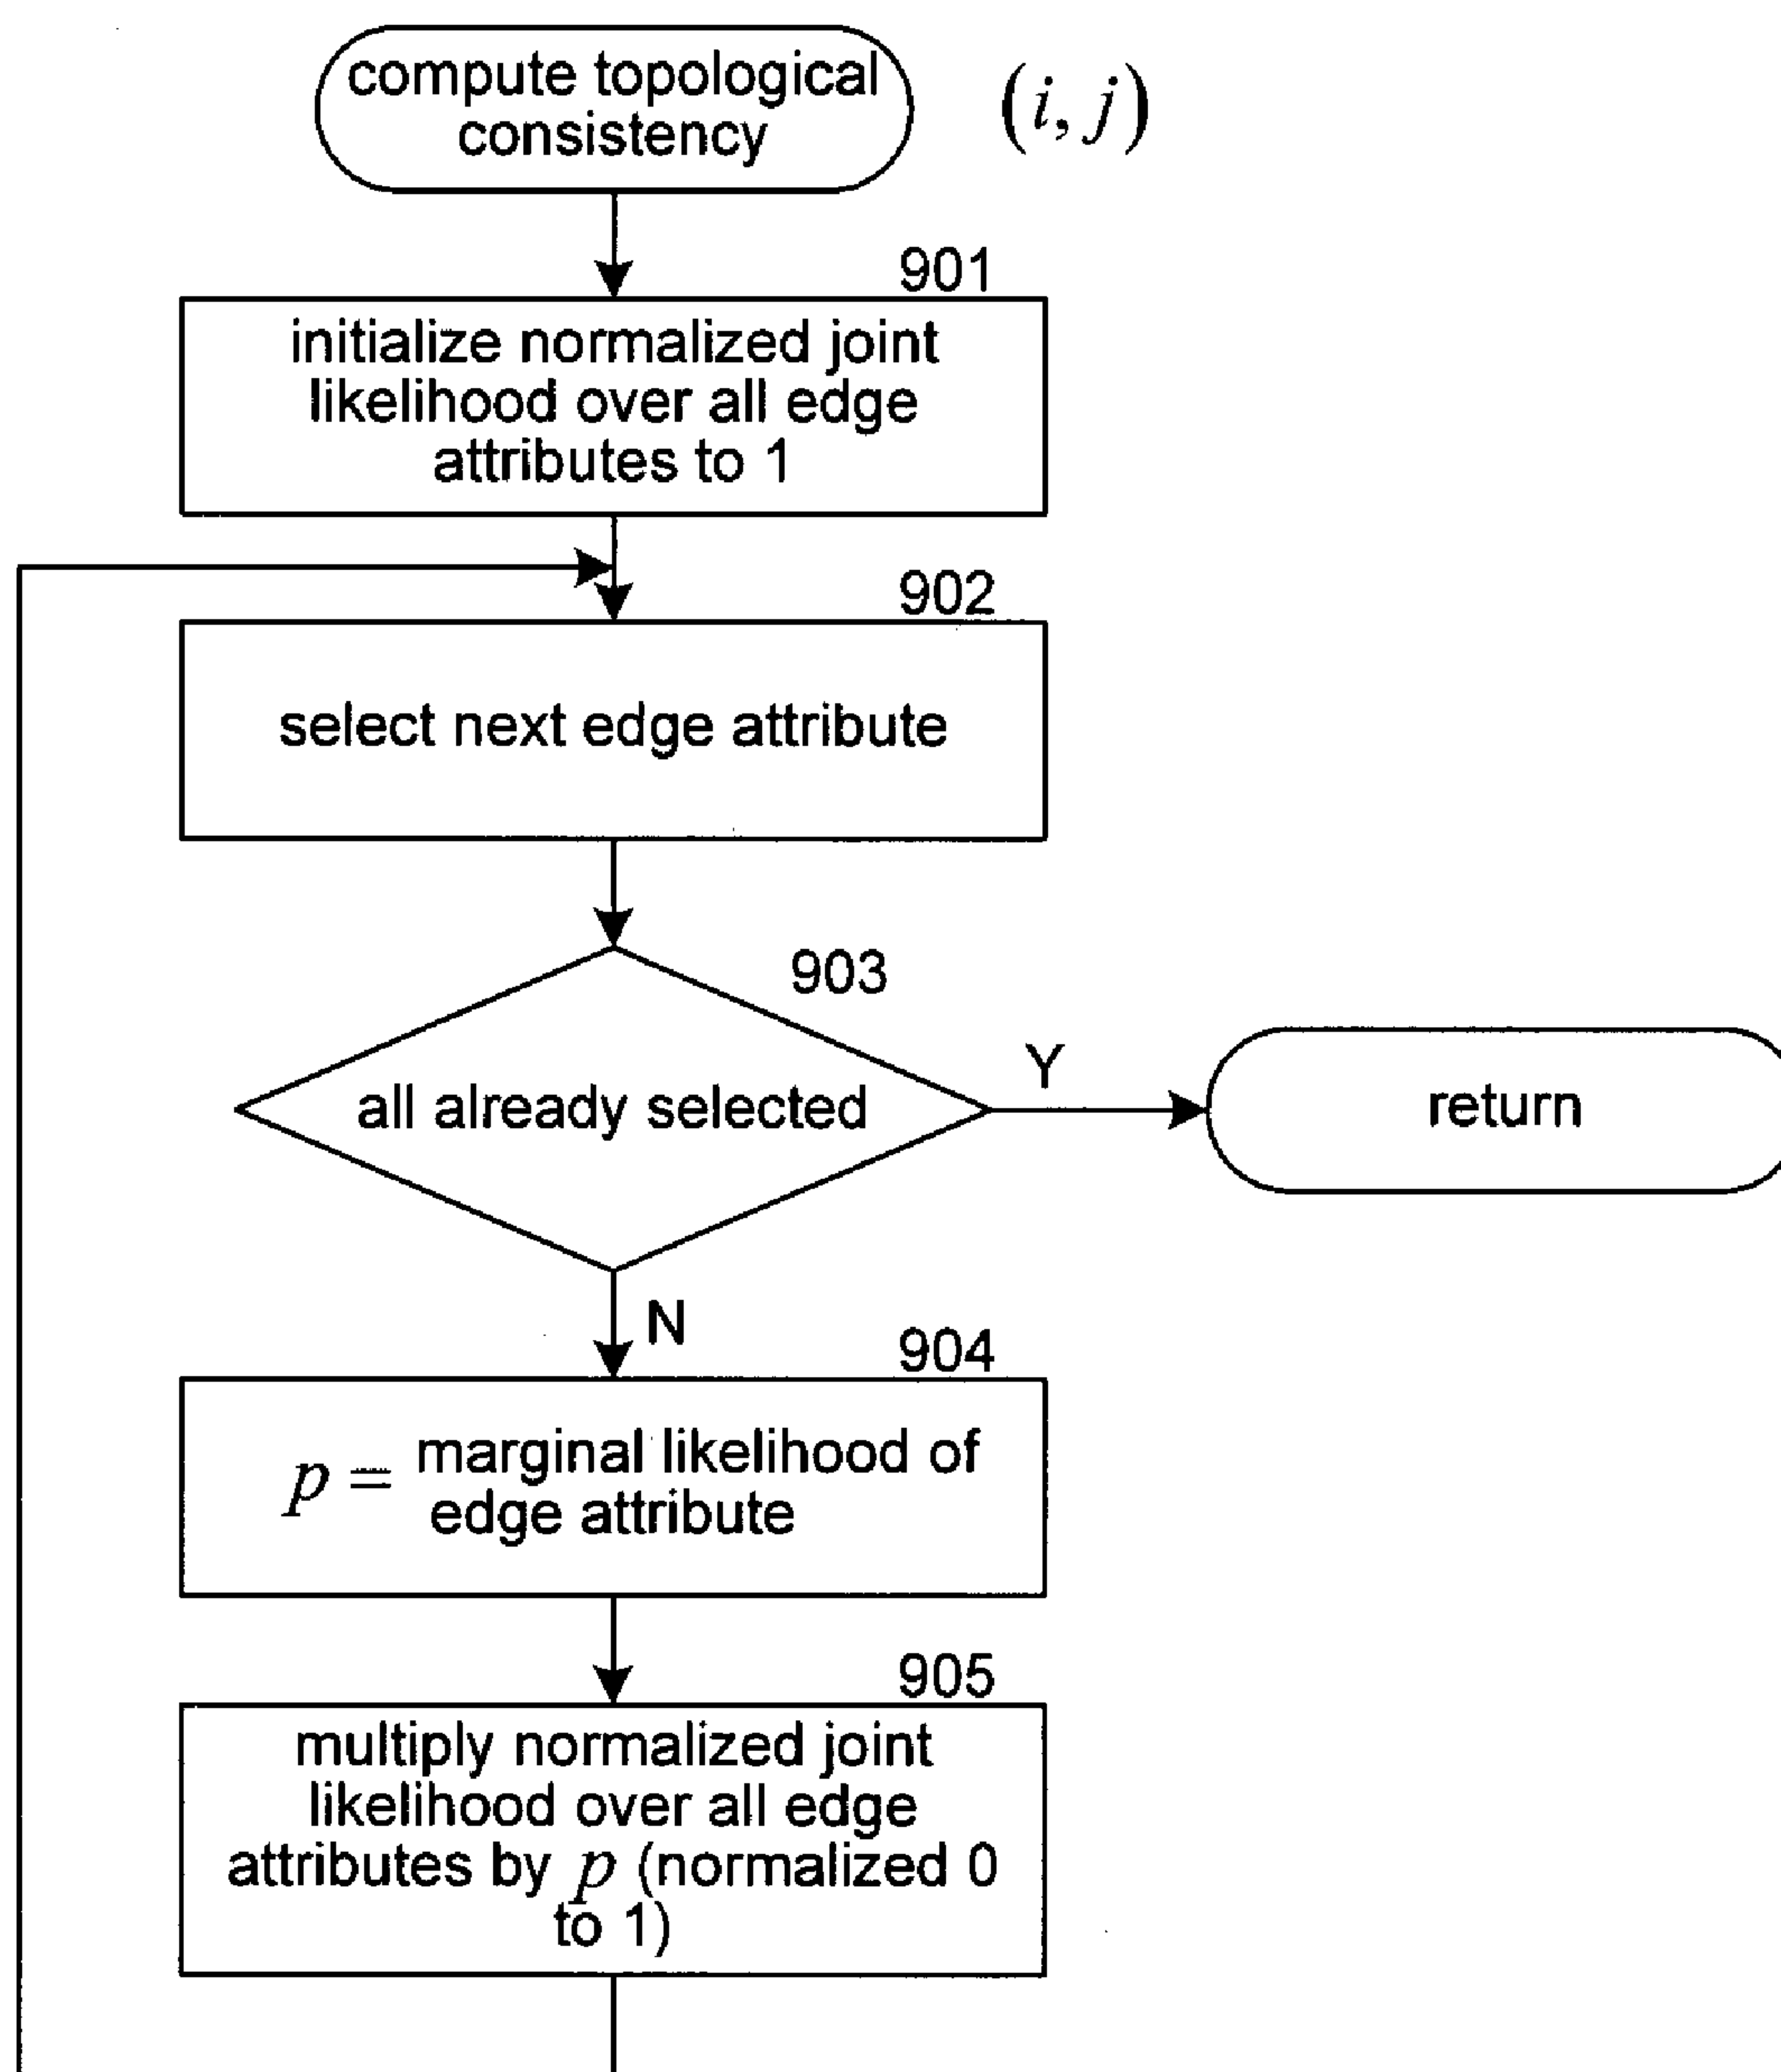 compute topological
consistency
(i, j)
901
initialize normalized joint
likelihood over all edge
attributes to 1
902
select next edge attribute
903
all already selected
Y
return
N
904
p = marginal likelihood of
edge attribute
905
multiply normalized joint
likelihood over all edge
attributes by p (normalized 0
to 1)